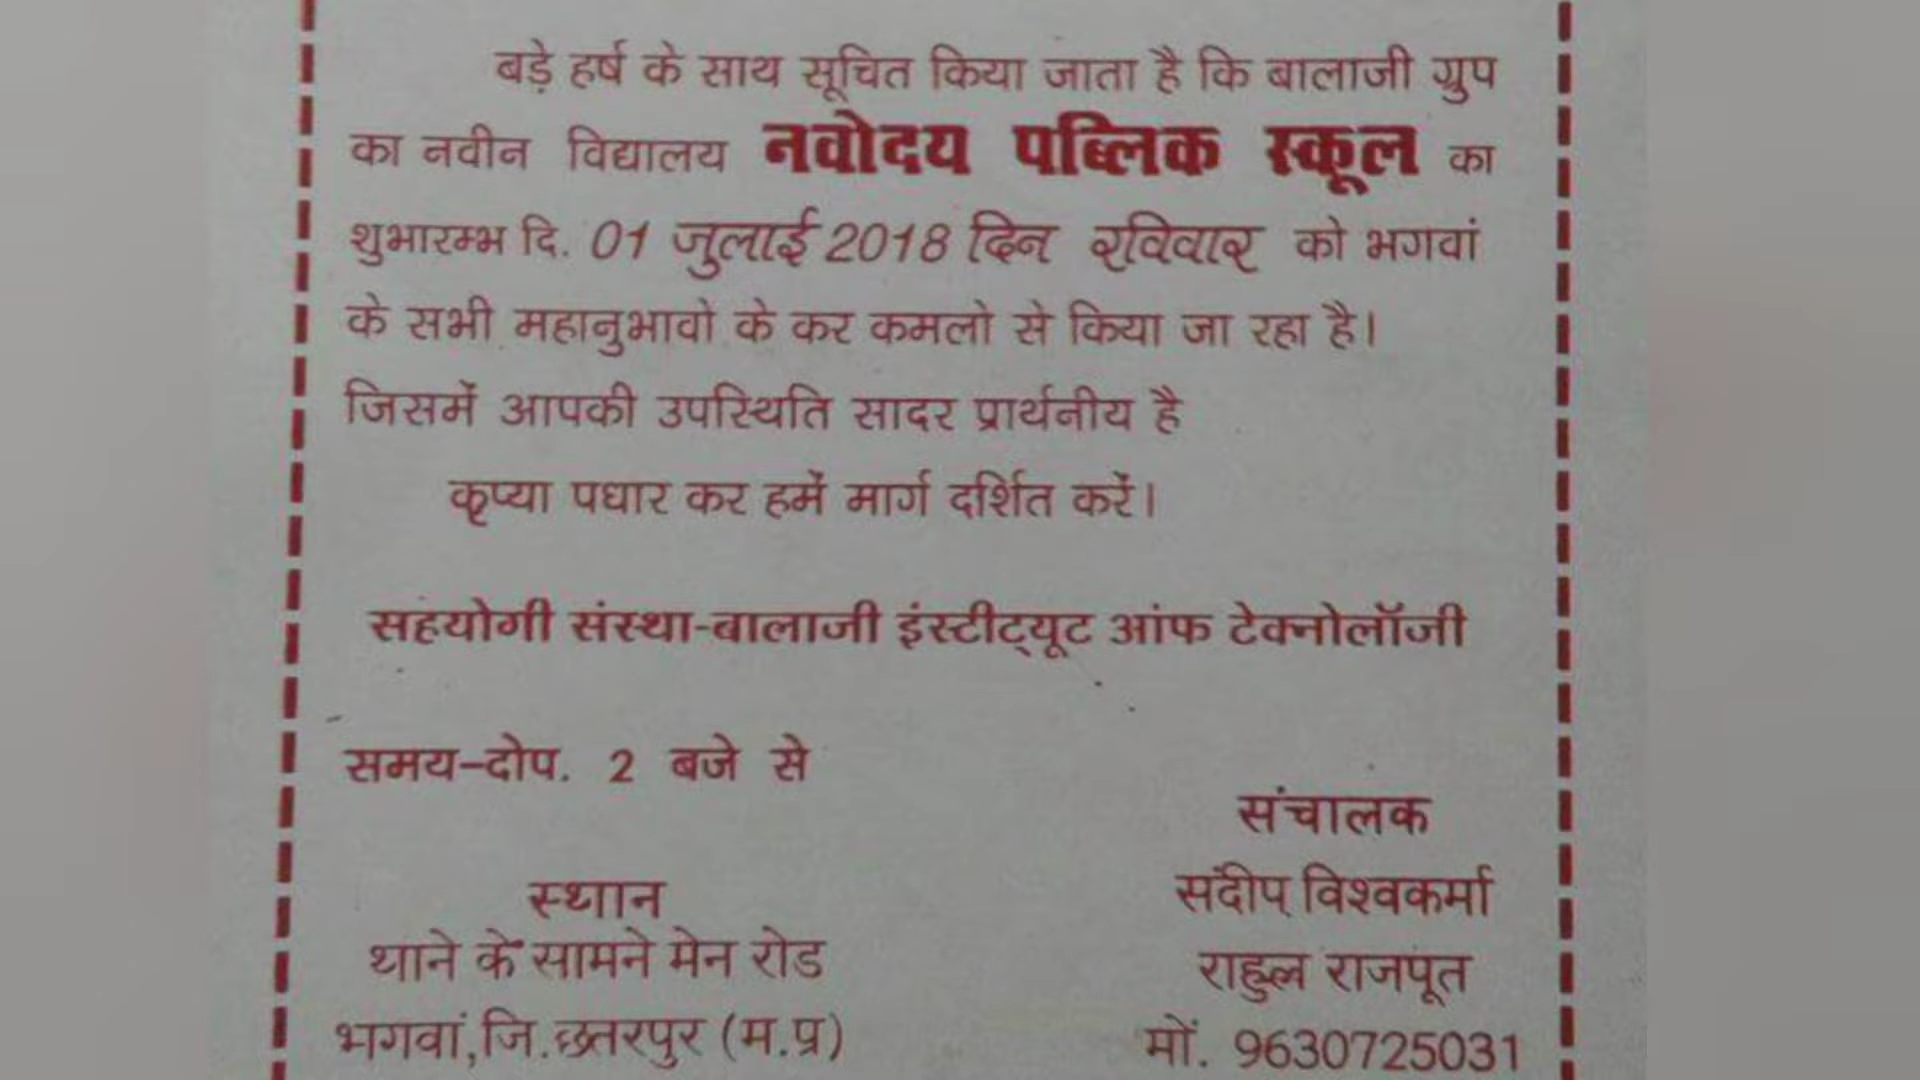 बड़े हर्ष के साथ सूचित किया जाता है कि बालाजी ग्रुप
का नवीन विद्यालय नवोदय पब्लिक स्कूल का
शुभारम्भ दि. 01 जुलाई 2018 दिन रविवार को भगवां
के सभी महानुभावो के कर कमलो से किया जा रहा है।
जिसमें आपकी उपस्थिति सादर प्रार्थनीय है
कृप्या पधार कर हमें मार्ग दर्शित करें।
सहयोगी संस्था-बालाजी इंस्टीट्यूट आंफ टेक्नोलॉजी
समय-दोप. 2 बजे से
संचालक
संदीप विश्वकर्मा
राहुल राजपूत
मों. 9630725031
स्थान
थाने के सामने मेन रोड
भगवां,जि.छतरपुर (म.प्र)